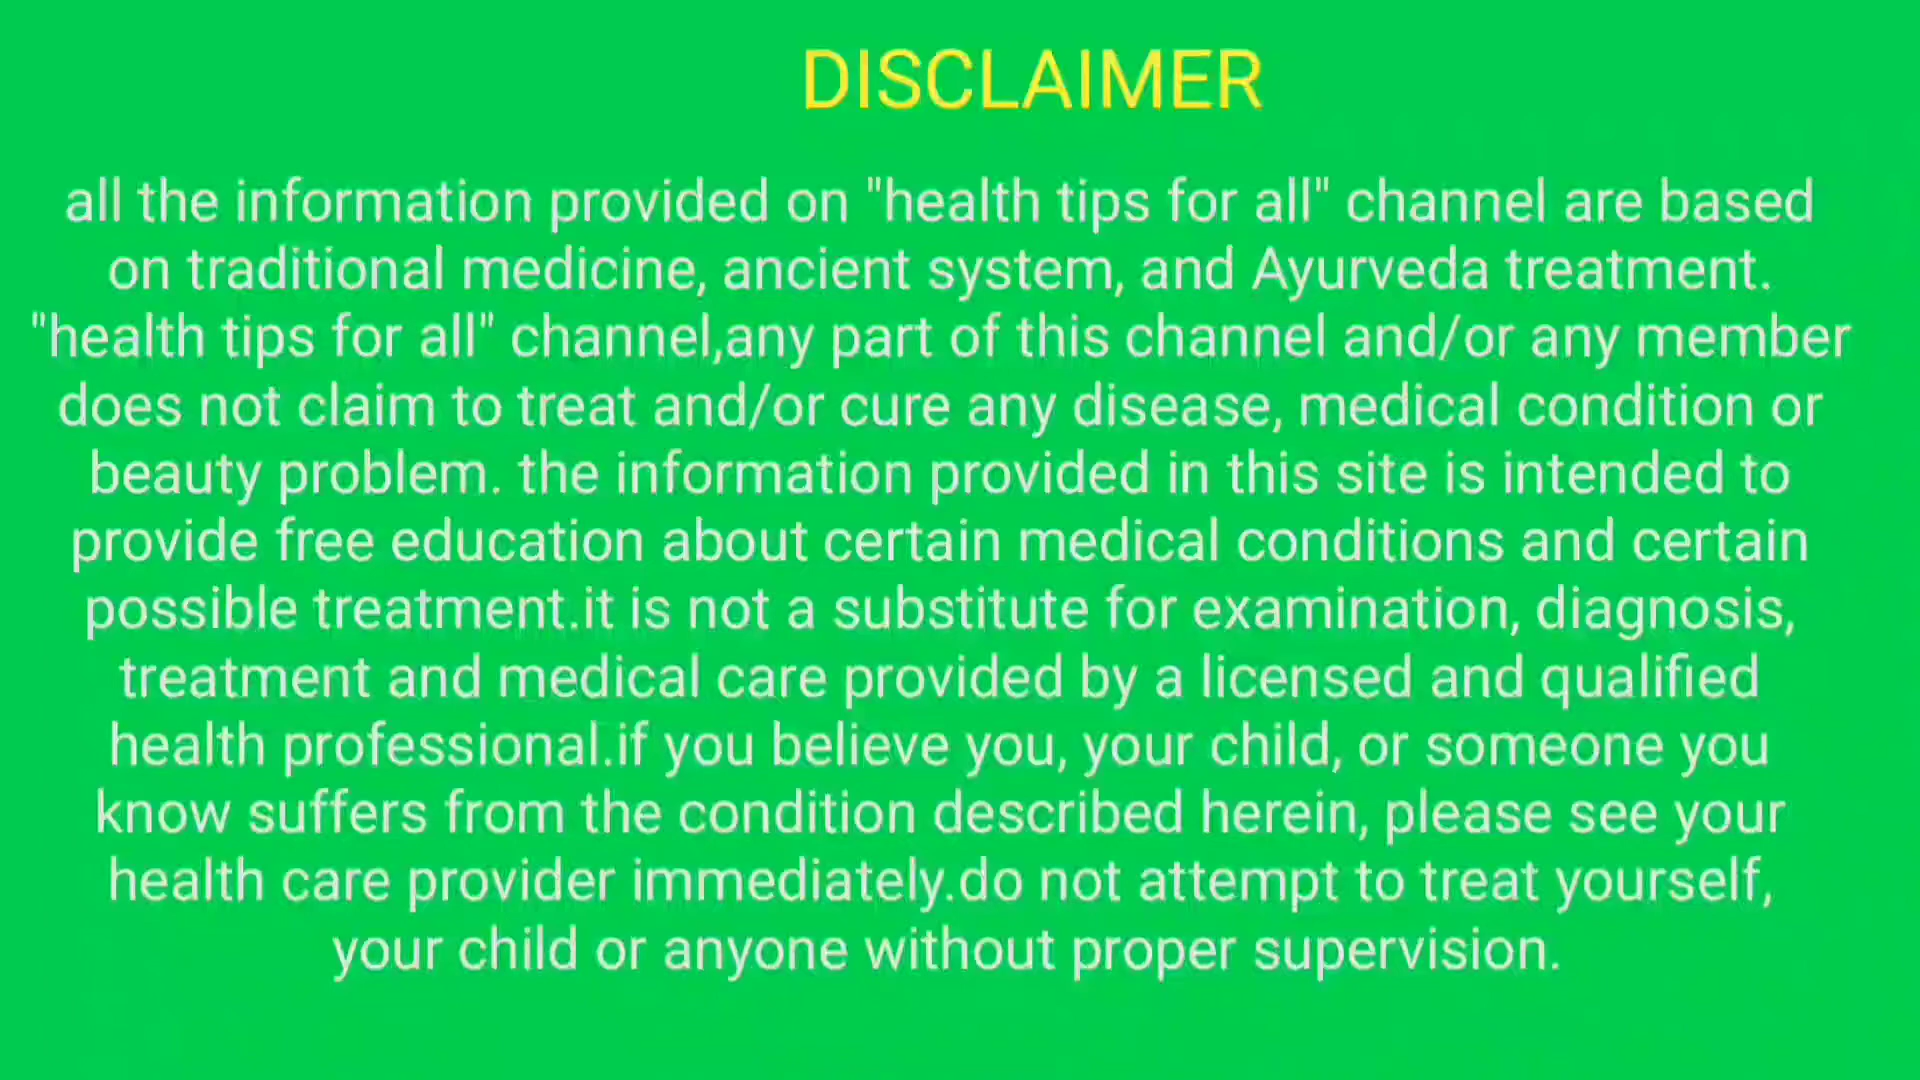 DISCLAIMER
all the information provided on "health tips for all" channel are based
on traditional medicine, ancient system, and Ayurveda treatment.
"health tips for all" channel,any part of this channel and/or any member
does not claim to treat and/or cure any disease, medical condition or
beauty problem. the information provided in this site is intended to
provide free education about certain medical conditions and certain
possible treatment.it is not a substitute for examination, diagnosis,
treatment and medical care provided by a licensed and qualified
health professional.if you believe you, your child, or someone you
know suffers from the condition described herein, please see your
health care provider immediately.do not attempt to treat yourself,
your child or anyone without proper supervision.